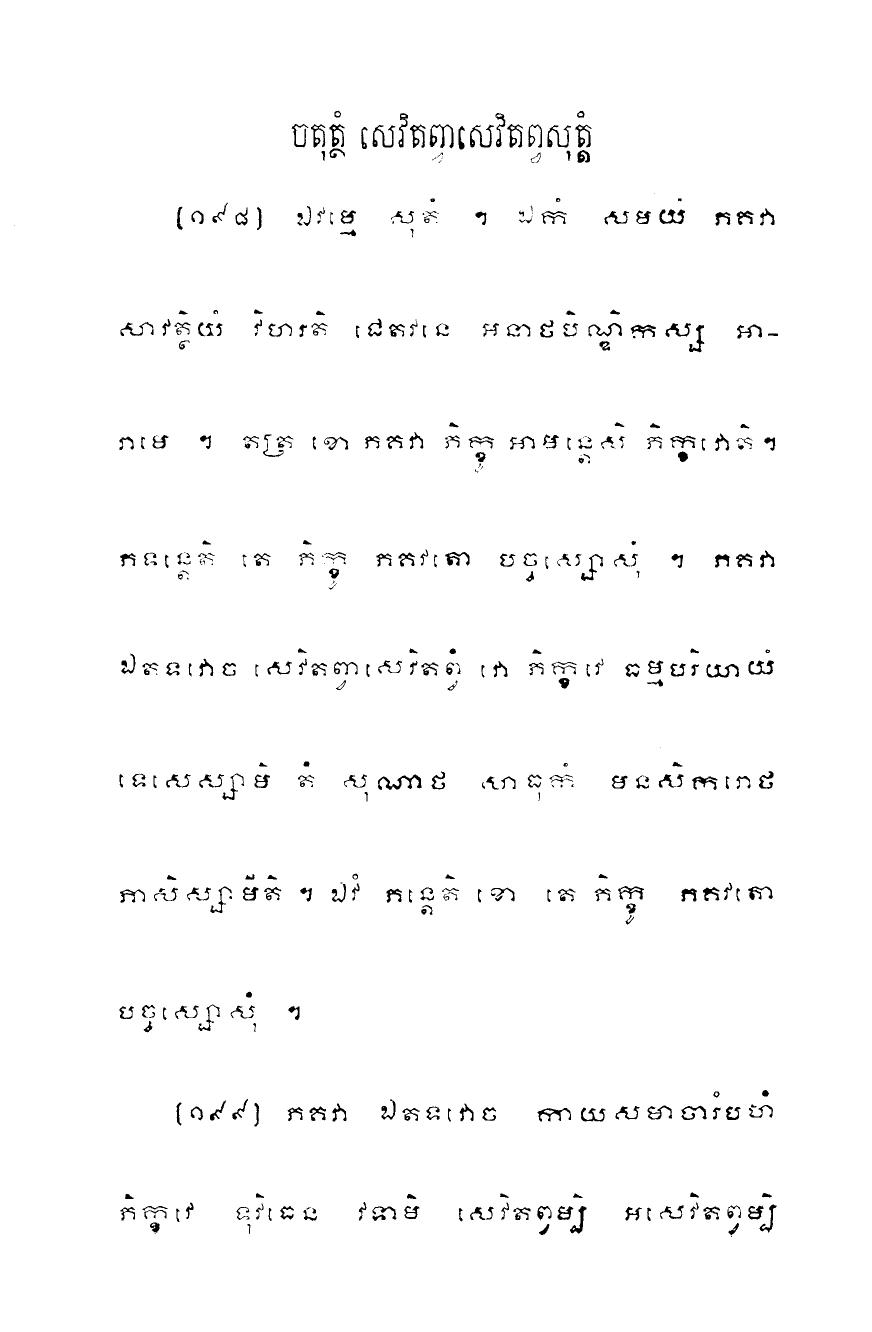 ចតុត្ថំ សេវិតព្វាសេវិតព្វសុត្តំ
(១៩៨) ឯវម្មេ សុតំ ។ ឯកំ សមយំ ភគវា
សាវត្ថិយំ វិហរតិ ជេតវនេ អនាថបិណ្ឌិកស្ស អា-
រាមេ ។ តត្រ ខោ ភគវា ភិក្ខូ អាមន្តេសិ ភិក្ខវោតិ។
ភទន្តេតិ តេ ភិក្ខូ ភគវតោ បច្ចស្សោសុំ ។ ភគវា
ឯតទវោច សេវិតព្វាសេវិតព្វំ វោ ភិក្ខវេ ធម្មបរិយាយំ
ទេសេស្សាមិ តំ សុណាថ សាធុកំ មនសិករោថ
ភាសិស្សាមីតិ ។ ឯវំ ភន្តេតិ ខោ តេ ភិក្ខូ ភគវតោ
បច្ចស្សោសុំ ។
(១៩៩) ភគវា ឯតទវោច កាយសមាចារំបហំ
ភិក្ខវេ ទុវិធេន វទាមិ សេវិតព្វម្បិ អសេវិតព្វម្បិ